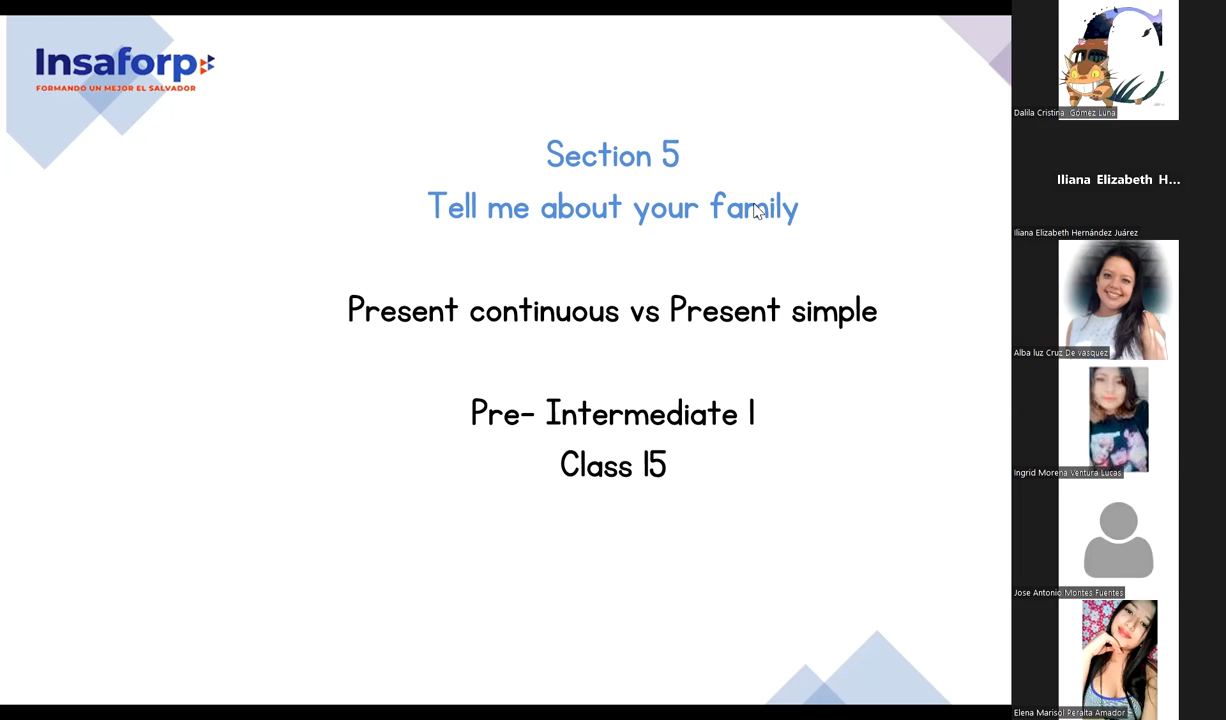 Insaforp
FORMANDO UN MEJOR EL SALVADOR
Section 5
Tell me about your family
Present continuous vs Present simple
Pre- Intermediate 1
Class 15
Dalila Cristina Gómez Luna
Iliana Elizabeth H...
Iliana Elizabeth Hernández Juárez
Alba luz Cruz De vasquez
Ingrid Morena Ventura Lucas
Jose Antonio Montes Fuentes
Elena Marisol Peralta Amador